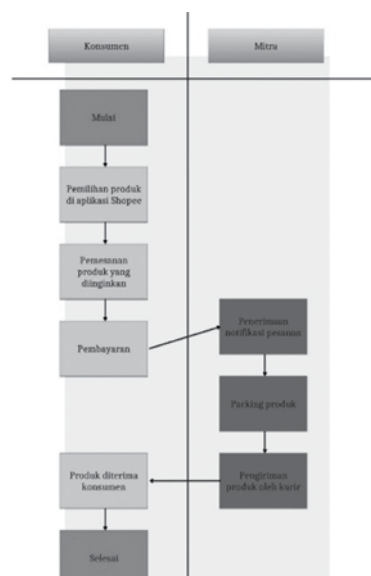 Konsumen
Mitra
Mulai
Pemilihan produk
di aplikasi Shopee
Pemesanan
produk yang
diinginkan
Pembayaran
Penerimaan
notifikasi pesanan
Packing produk
Pengiriman
produk oleh kurir
Produk diterima
konsumen
Selesai